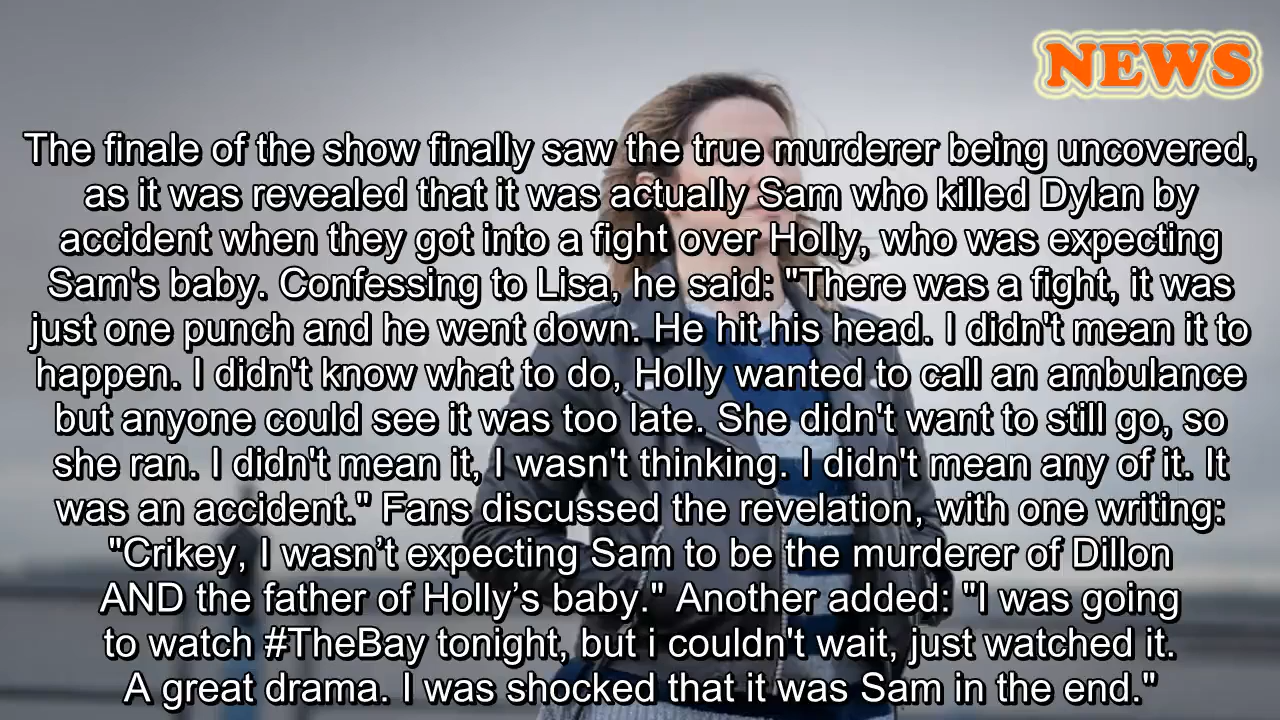 NEWS
The finale of the show finally saw the true murderer being uncovered,
as it was revealed that it was actually Sam who killed Dylan by
accident when they got into a fight over Holly, who was expecting
Sam's baby. Confessing to Lisa, he said: "There was a fight, it was
just one punch and he went down. He hit his head. I didn't mean it to
happen. I didn't know what to do, Holly wanted to call an ambulance
but anyone could see it was too late. She didn't want to still go, so
she ran. I didn't mean it, I wasn't thinking. I didn't mean any of it. It
was an accident." Fans discussed the revelation, with one writing:
"Crikey, I wasn’t expecting Sam to be the murderer of Dillon
AND the father of Holly’s baby." Another added: "I was going
to watch #TheBay tonight, but i couldn't wait, just watched it.
A great drama. I was shocked that it was Sam in the end."